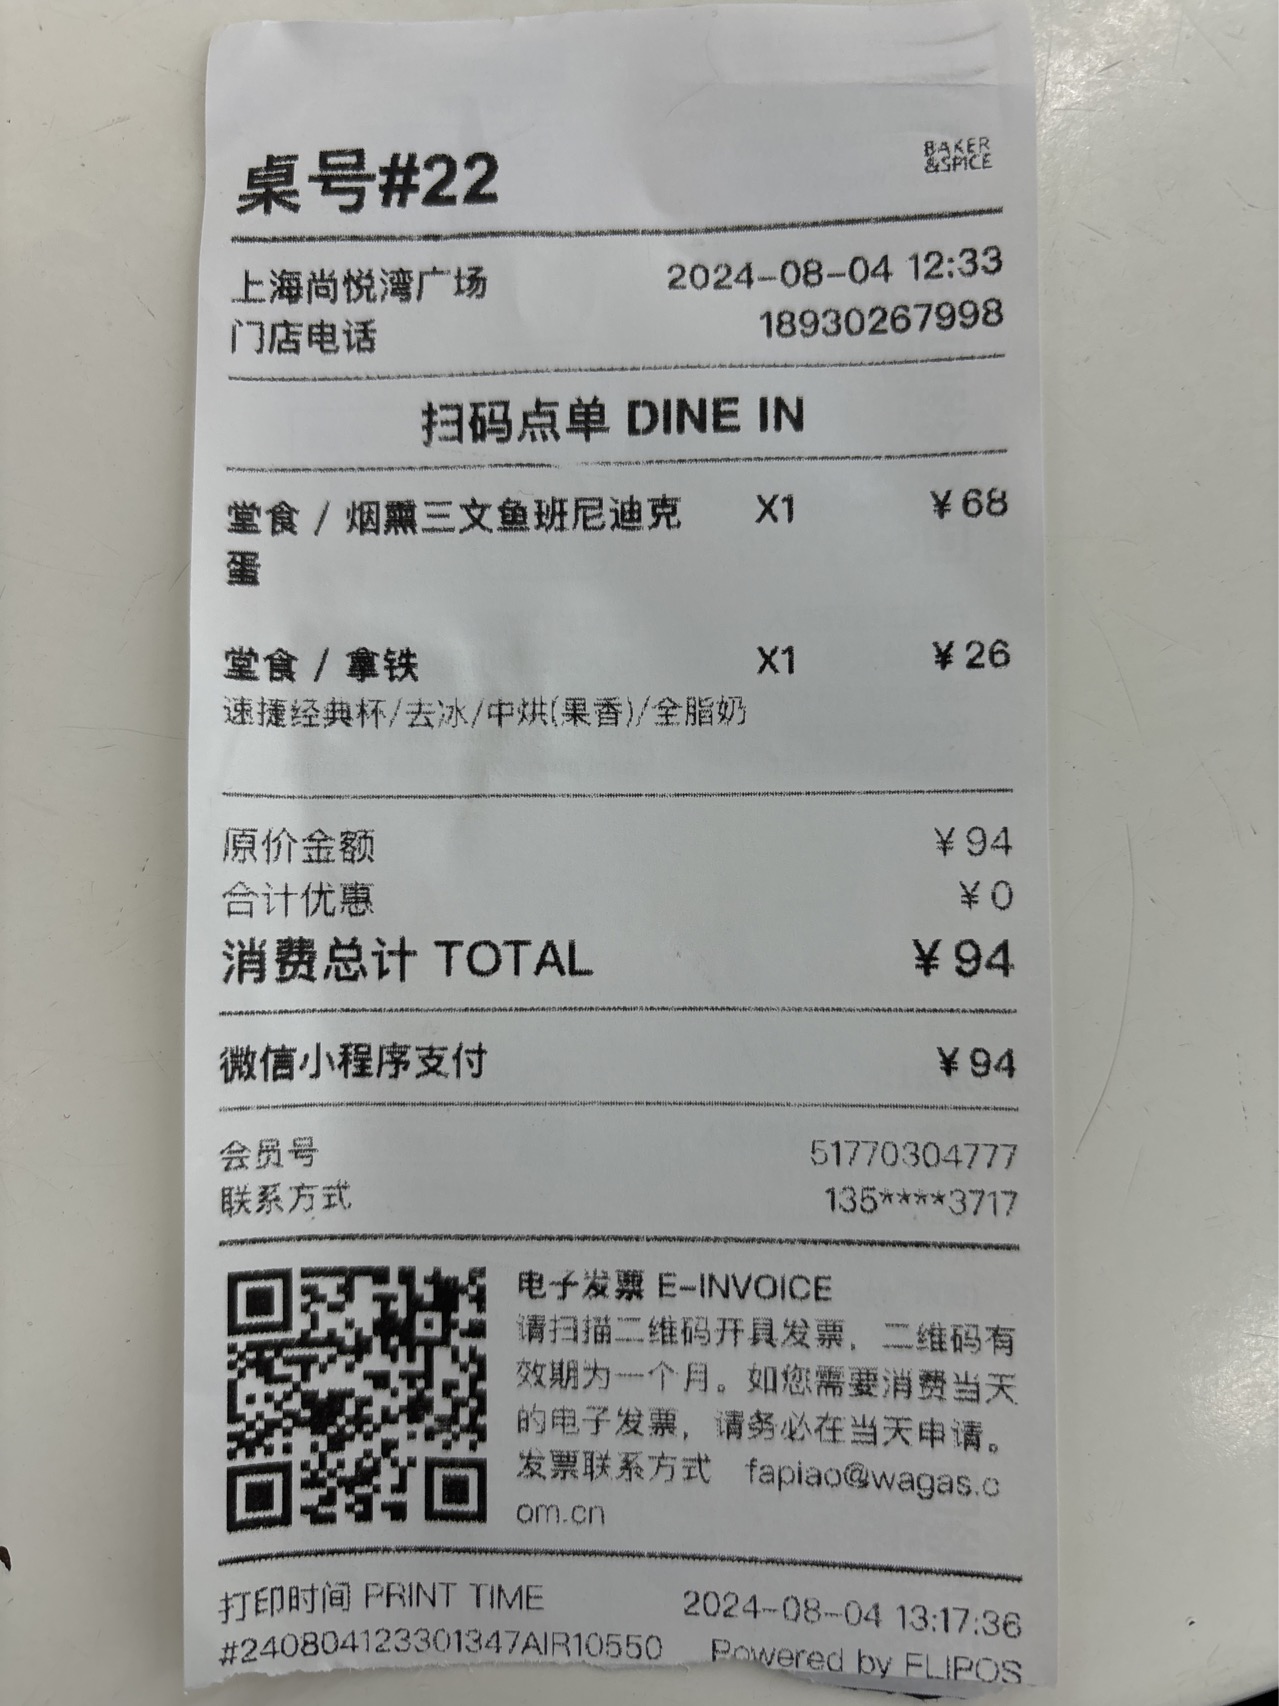 桌号#22
BAKER
&SPICE
上海尚悦湾广场 2024-08-04 12:33
门店电话 18930267998
扫码点单 DINE IN
堂食 / 烟熏三文鱼班尼迪克 X1 ¥68
蛋
堂食 / 拿铁 X1 ¥26
速捷经典杯/去冰/中烘(果香)/全脂奶
原价金额 ¥94
合计优惠 ¥0
消费总计 TOTAL ¥94
微信小程序支付 ¥94
会员号 51770304777
联系方式 135****3717
电子发票 E-INVOICE
请扫描二维码开具发票，二维码有
效期为一个月。如您需要消费当天
的电子发票，请务必在当天申请。
发票联系方式 fapiao@wagas.c
om.cn
打印时间 PRINT TIME 2024-08-04 13:17:36
#240804123301347AIR10550 Powered by FLIPOS